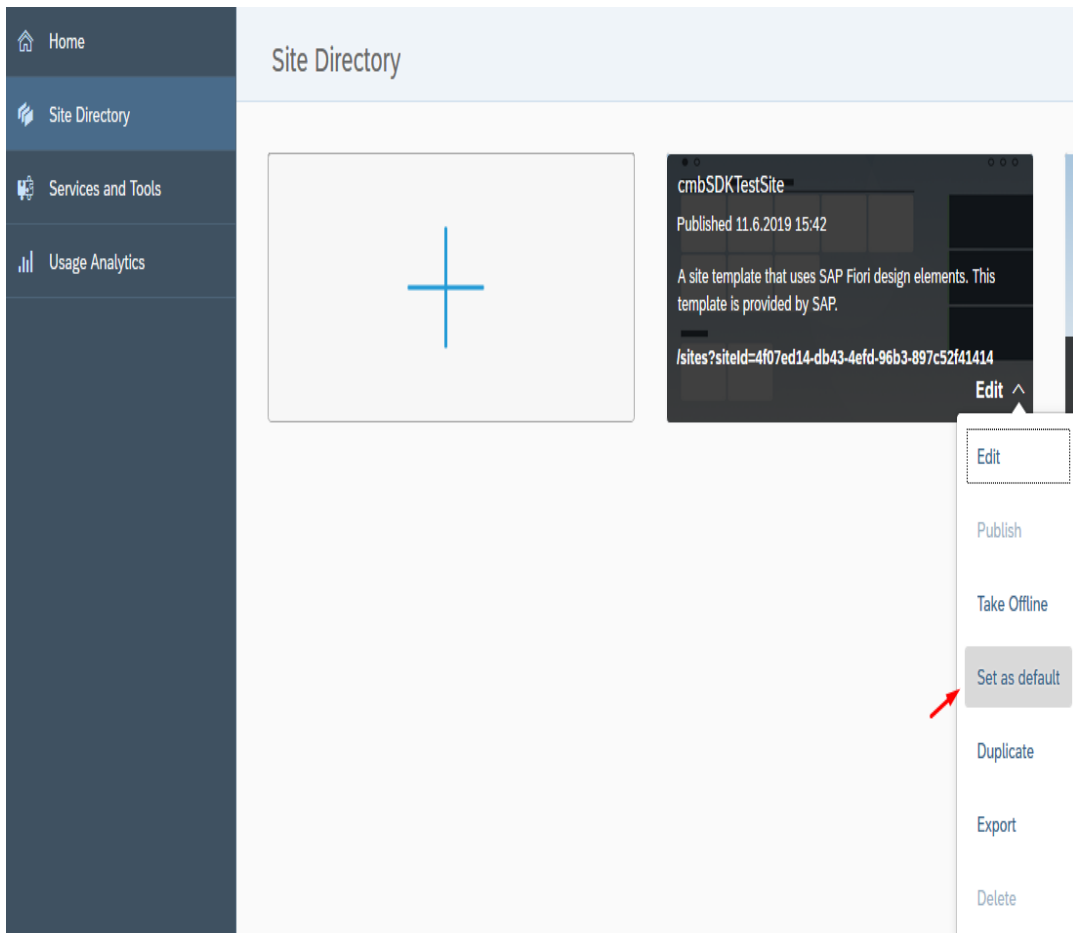 Home
Site Directory
Services and Tools
Usage Analytics
Site Directory
cmbSDKTestSite
Published 11.6.2019 15:42
A site template that uses SAP Fiori design elements. This
template is provided by SAP.
/sites?siteId=4f07ed14-db43-4efd-96b3-897c52f41414
Edit
Edit
Publish
Take Offline
Set as default
Duplicate
Export
Delete